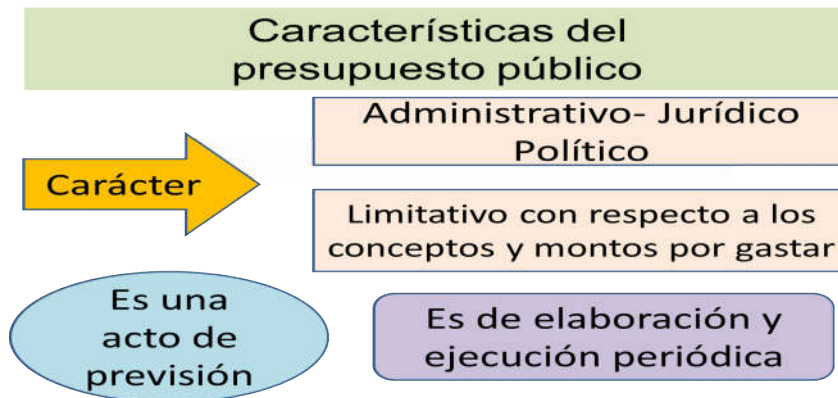 Características del
presupuesto público
Administrativo- Jurídico
Político
Carácter
Limitativo con respecto a los
conceptos y montos por gastar
Es una
acto de
previsión
Es de elaboración y
ejecución periódica